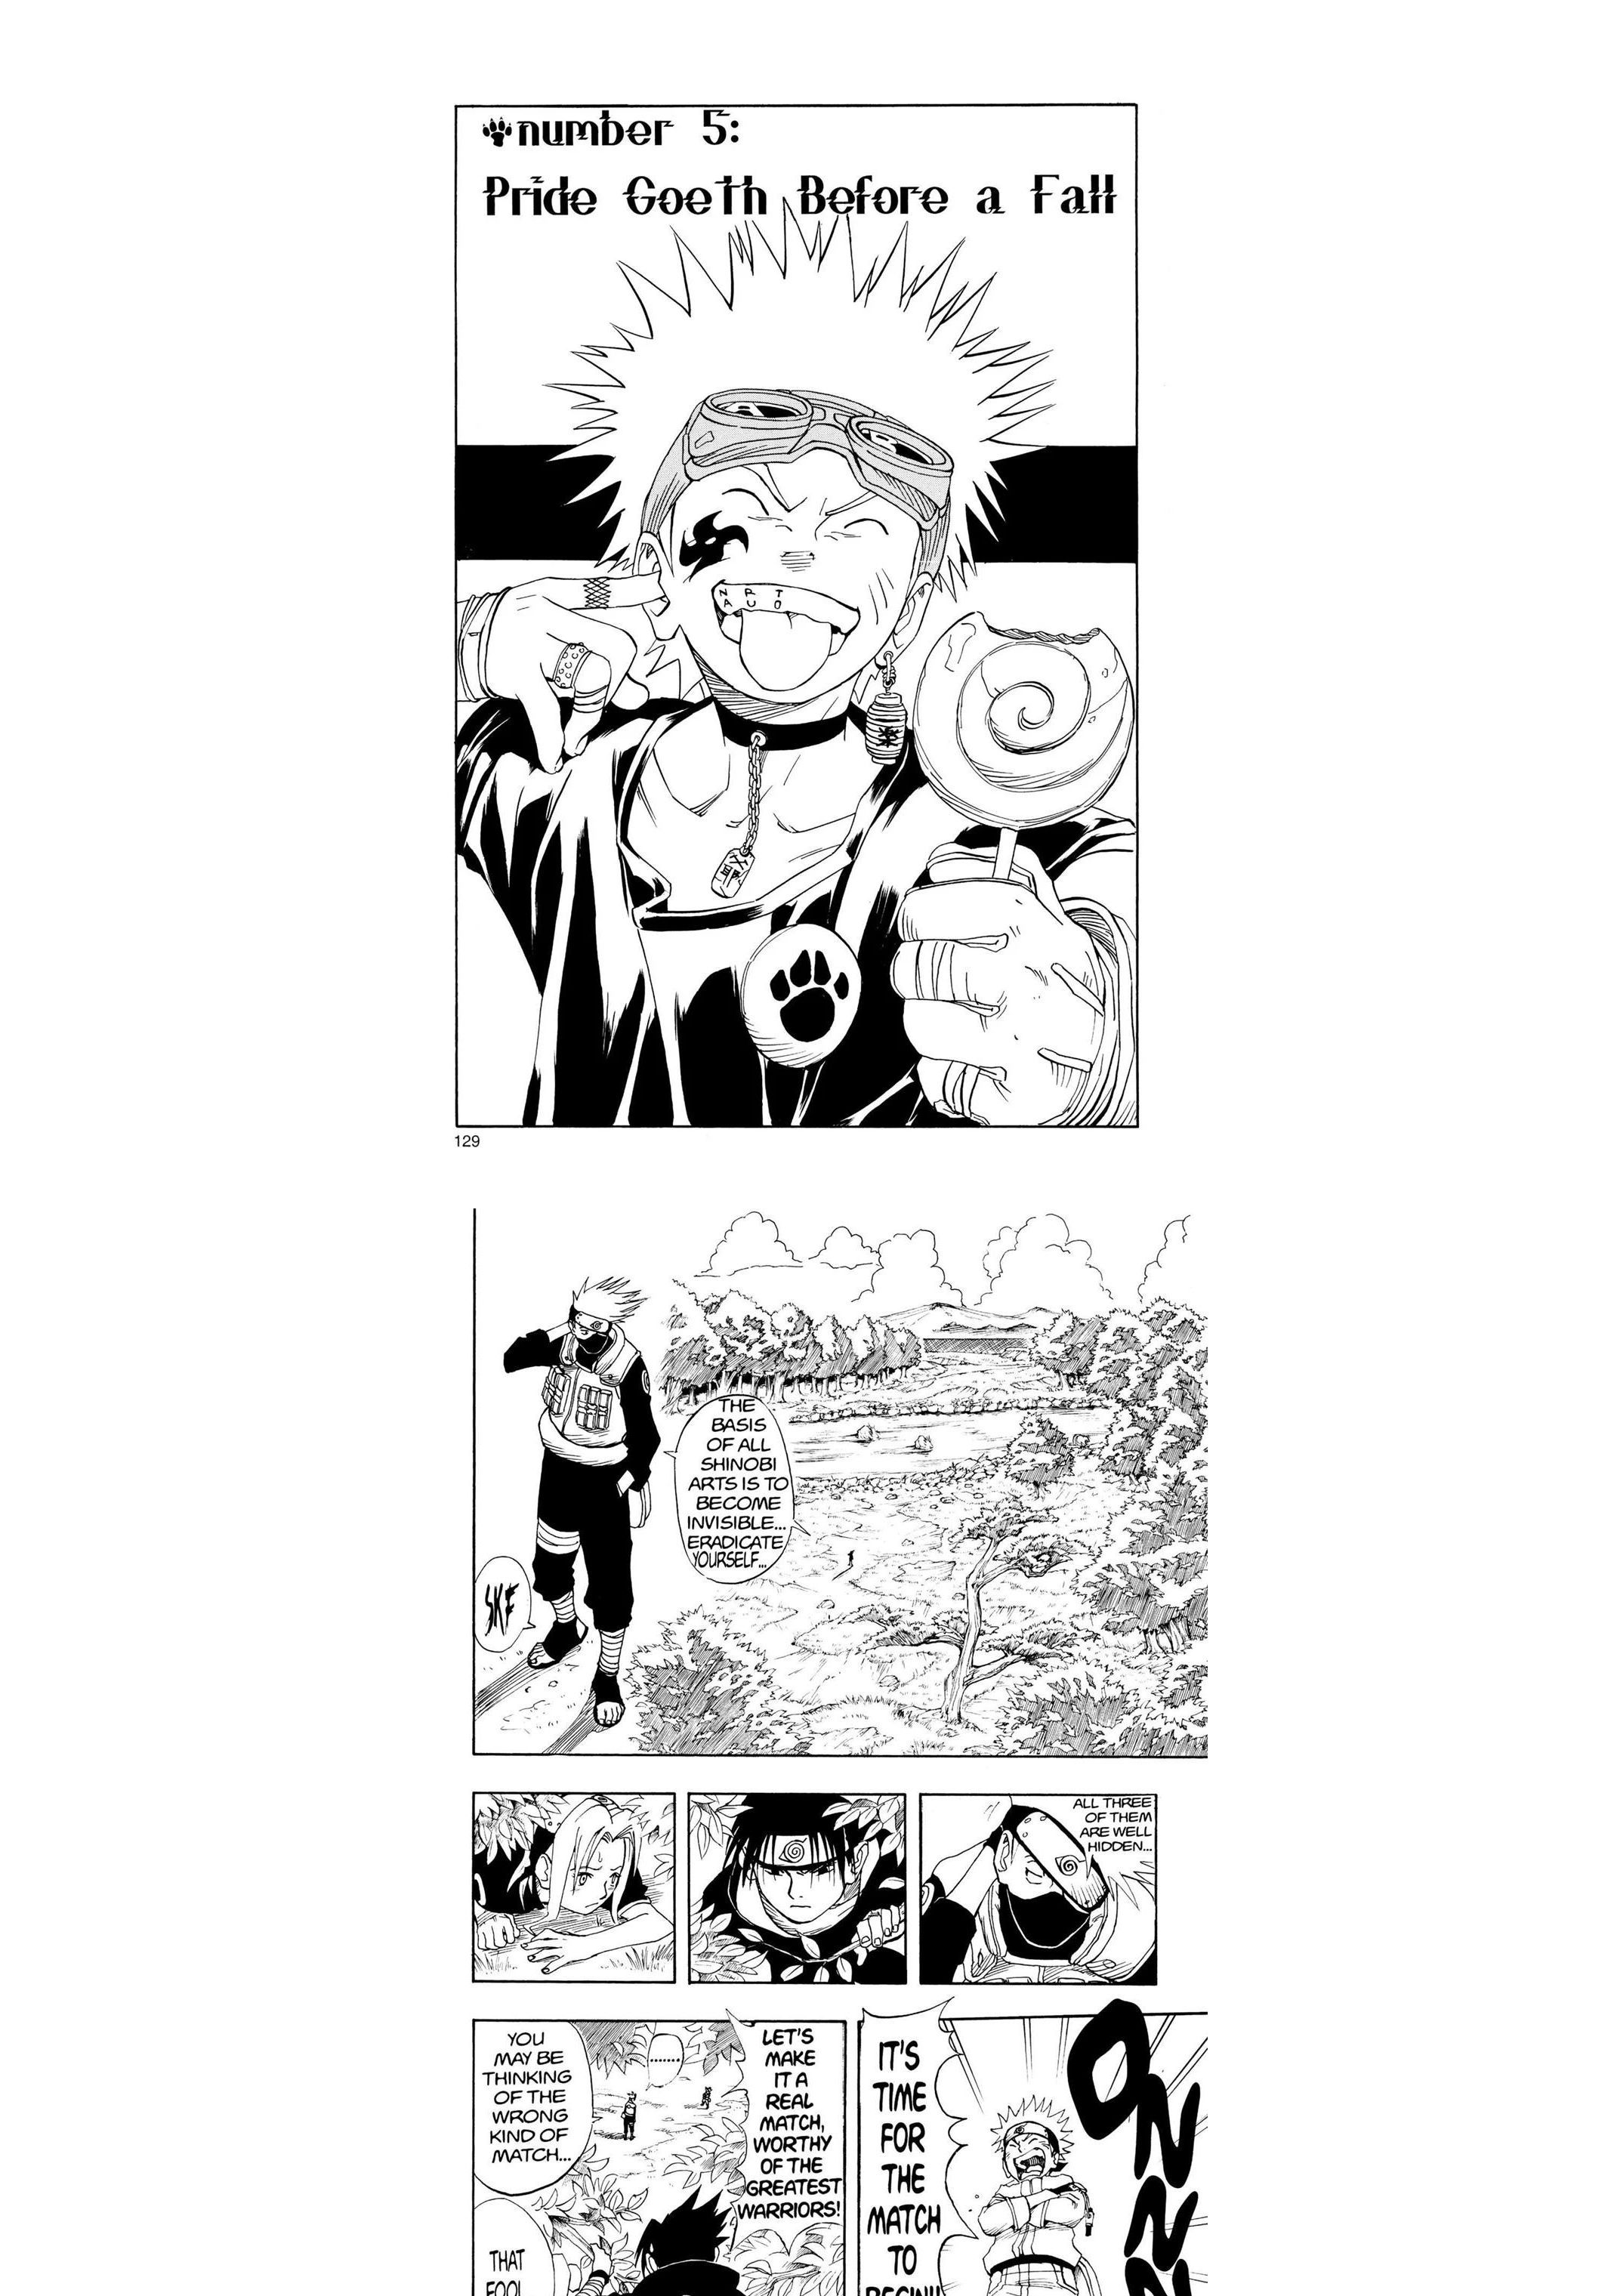 number 5:
Pride Goeth Before a Fall
N R T
A U O
129
THE
BASIS
OF ALL
SHINOBI
ARTS IS TO
BECOME
INVISIBLE...
ERADICATE
YOURSELF...
SKF
ALL THREE
OF THEM
ARE WELL
HIDDEN...
IT'S
TIME
FOR
THE
MATCH
TO
BEGIN!!
LET'S
MAKE
IT A
REAL
MATCH,
WORTHY
OF THE
GREATEST
WARRIORS!
.......
YOU
MAY BE
THINKING
OF THE
WRONG
KIND OF
MATCH...
THAT
FOOL